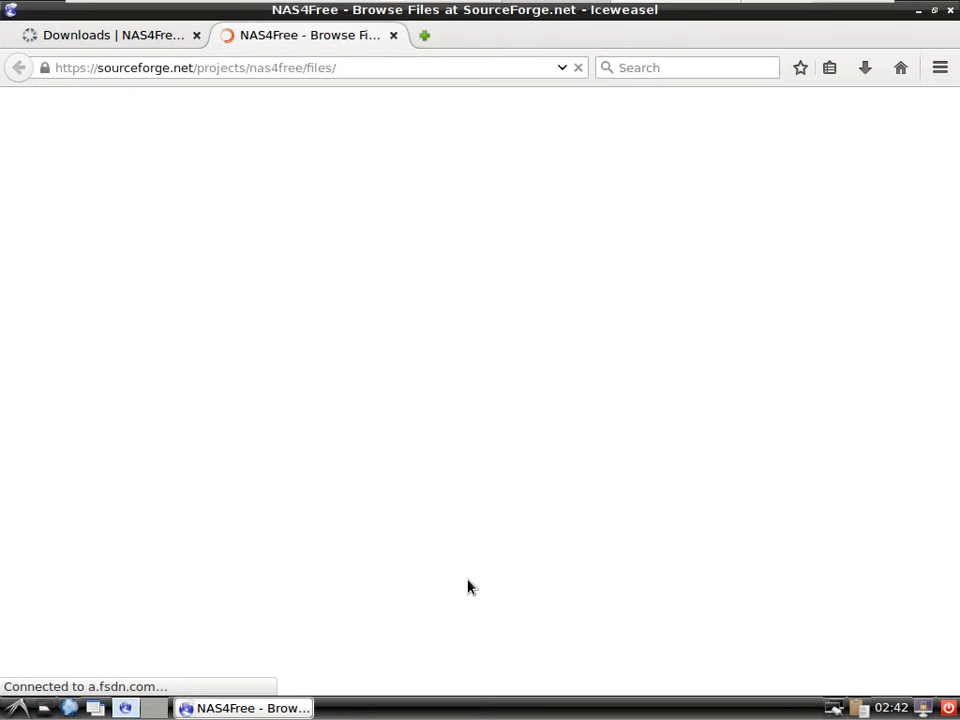 NAS4Free - Browse Files at SourceForge.net - Iceweasel
Downloads | NAS4Fre...
NAS4Free - Browse Fi...
https://sourceforge.net/projects/nas4free/files/
Search
Connected to a.fsdn.com...
NAS4Free - Brow...
02:42